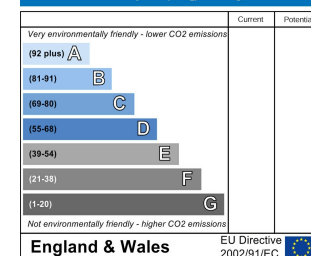 Current Potential
Very environmentally friendly - lower CO2 emissions
(92 plus) A
(81-91) B
(69-80) C
(55-68) D
(39-54) E
(21-38) F
(1-20) G
Not environmentally friendly - higher CO2 emissions
England & Wales
EU Directive
2002/91/EC